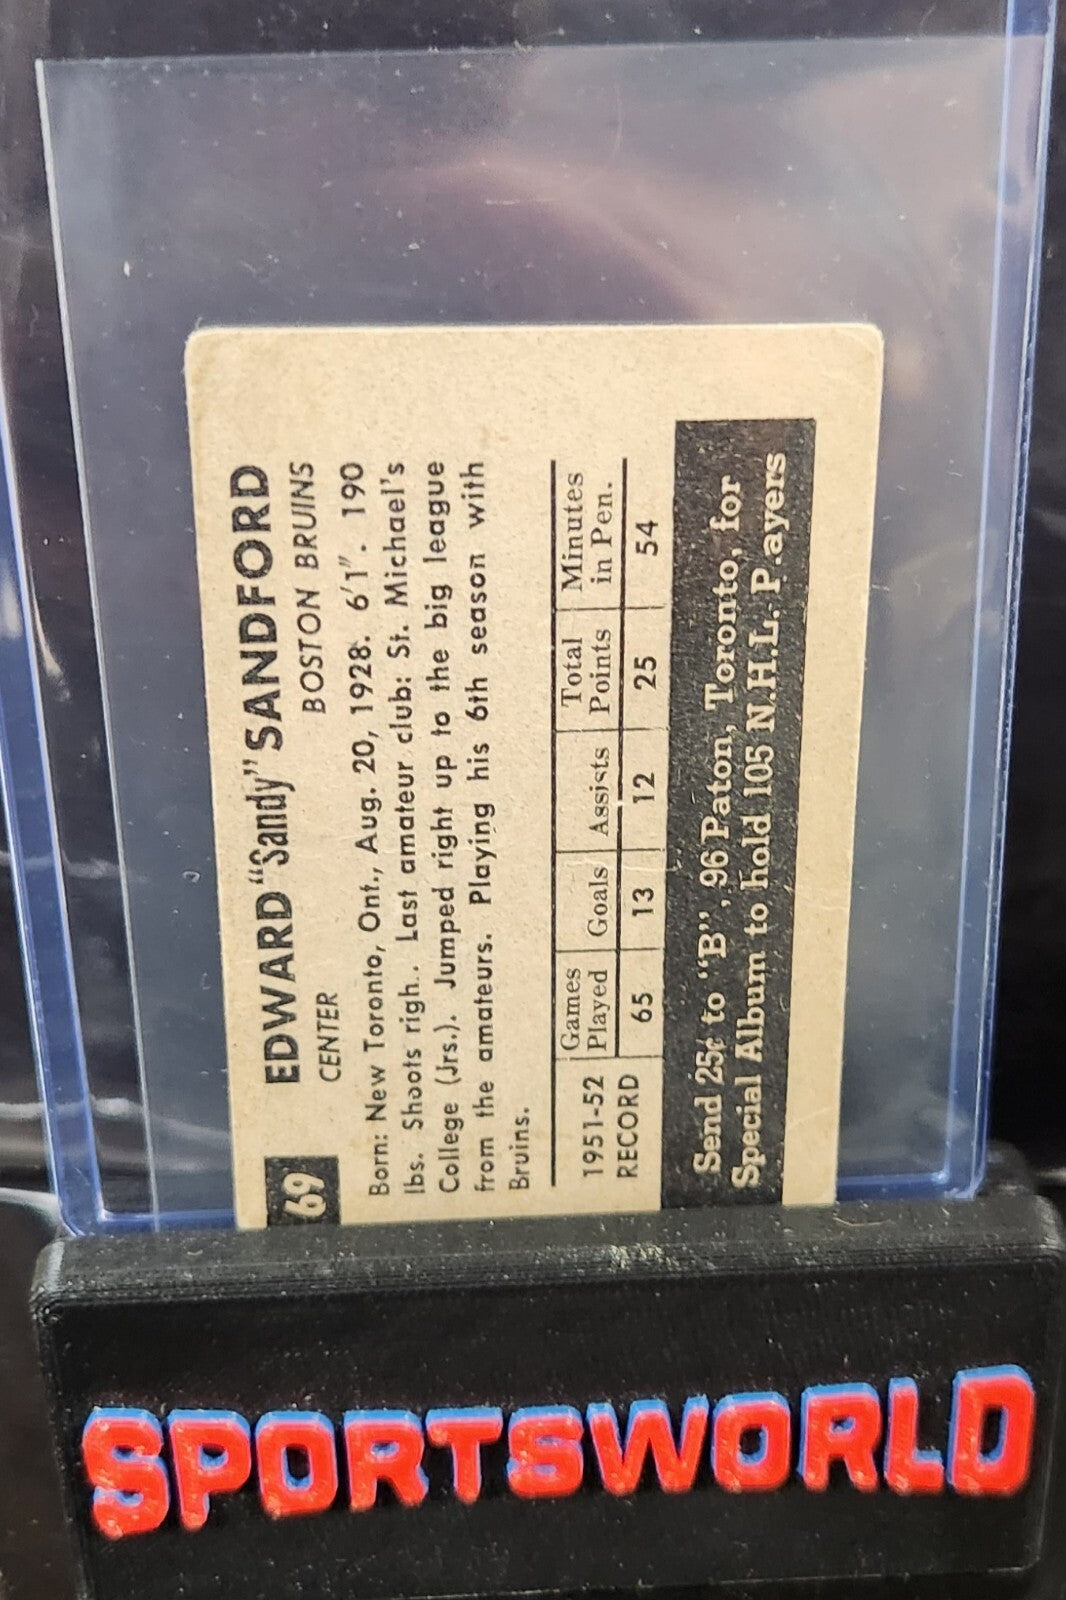 69 EDWARD "Sandy" SANDFORD
CENTER BOSTON BRUINS
Born: New Toronto, Ont., Aug. 20, 1928. 6'1". 190
lbs. Shoots righ.. Last amateur club: St. Michael's
College (Jrs.). Jumped right up to the big league
from the amateurs. Playing his 6th season with
Bruins.
1951-52 Games Goals Assists Total Minutes
RECORD Played Points in Pen.
65 13 12 25 54
Send 25¢ to "B", 96 Paton, Toronto, for
Special Album to hold 105 N.H.L. P.ayers
SPORTSWORLD